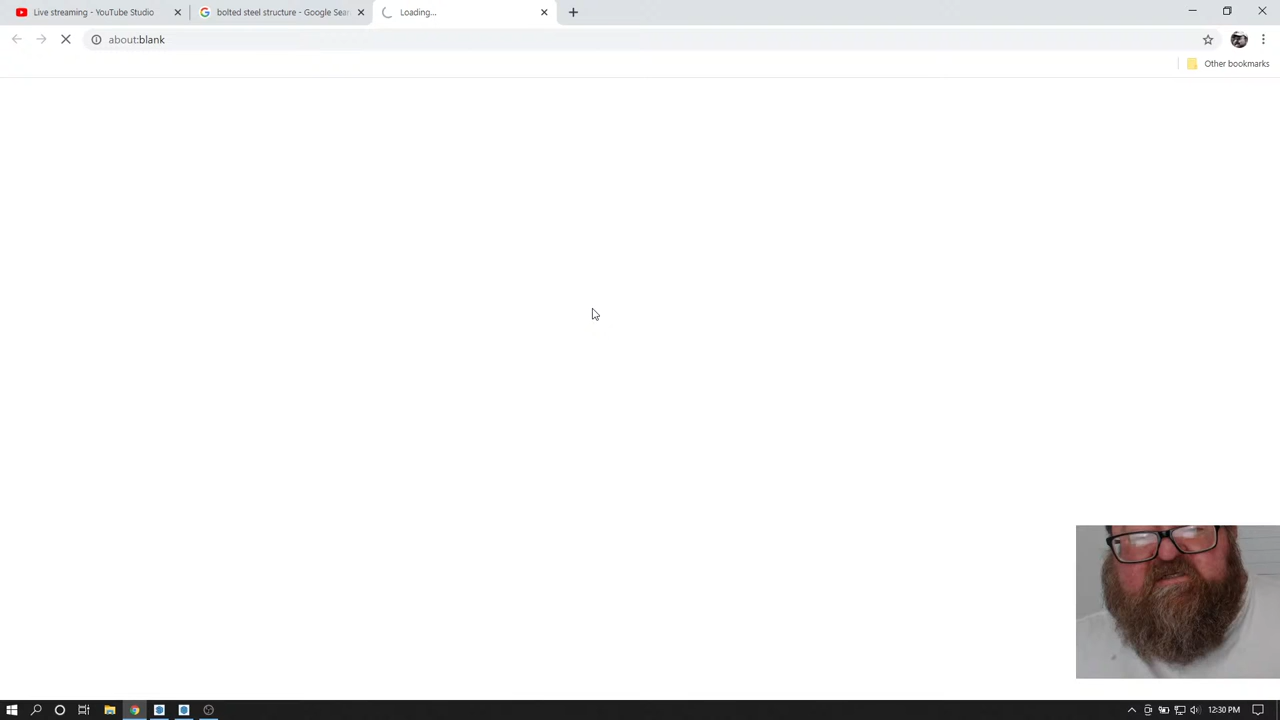 Live streaming - YouTube Studio
bolted steel structure - Google Sear
Loading...
about:blank
Other bookmarks
12:30 PM